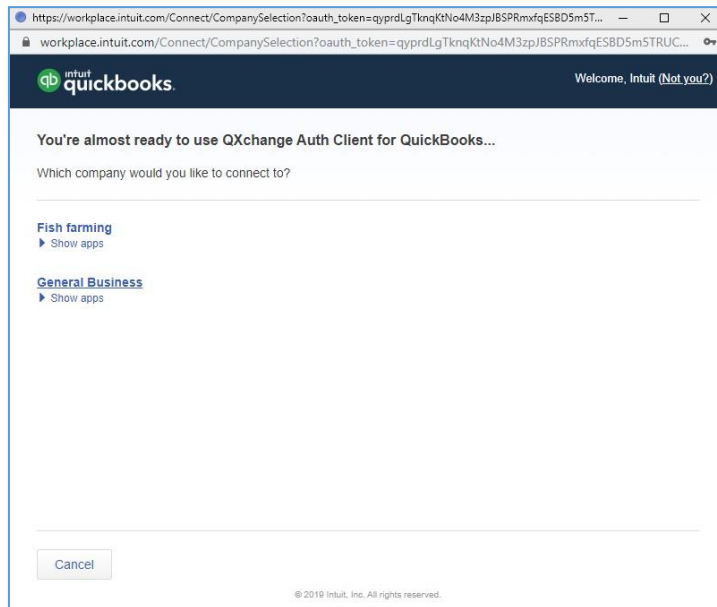 https://workplace.intuit.com/Connect/CompanySelection?oauth_token=qyprdLgTknqKtNo4M3zpJBSPRmxfqESBD5m5T...
workplace.intuit.com/Connect/CompanySelection?oauth_token=qyprdLgTknqKtNo4M3zpJBSPRmxfqESBD5m5TRUC...
qb intuit quickbooks.
Welcome, Intuit (Not you?)
You're almost ready to use QXchange Auth Client for QuickBooks...
Which company would you like to connect to?
Fish farming
Show apps
General Business
Show apps
Cancel
© 2019 Intuit, Inc. All rights reserved.